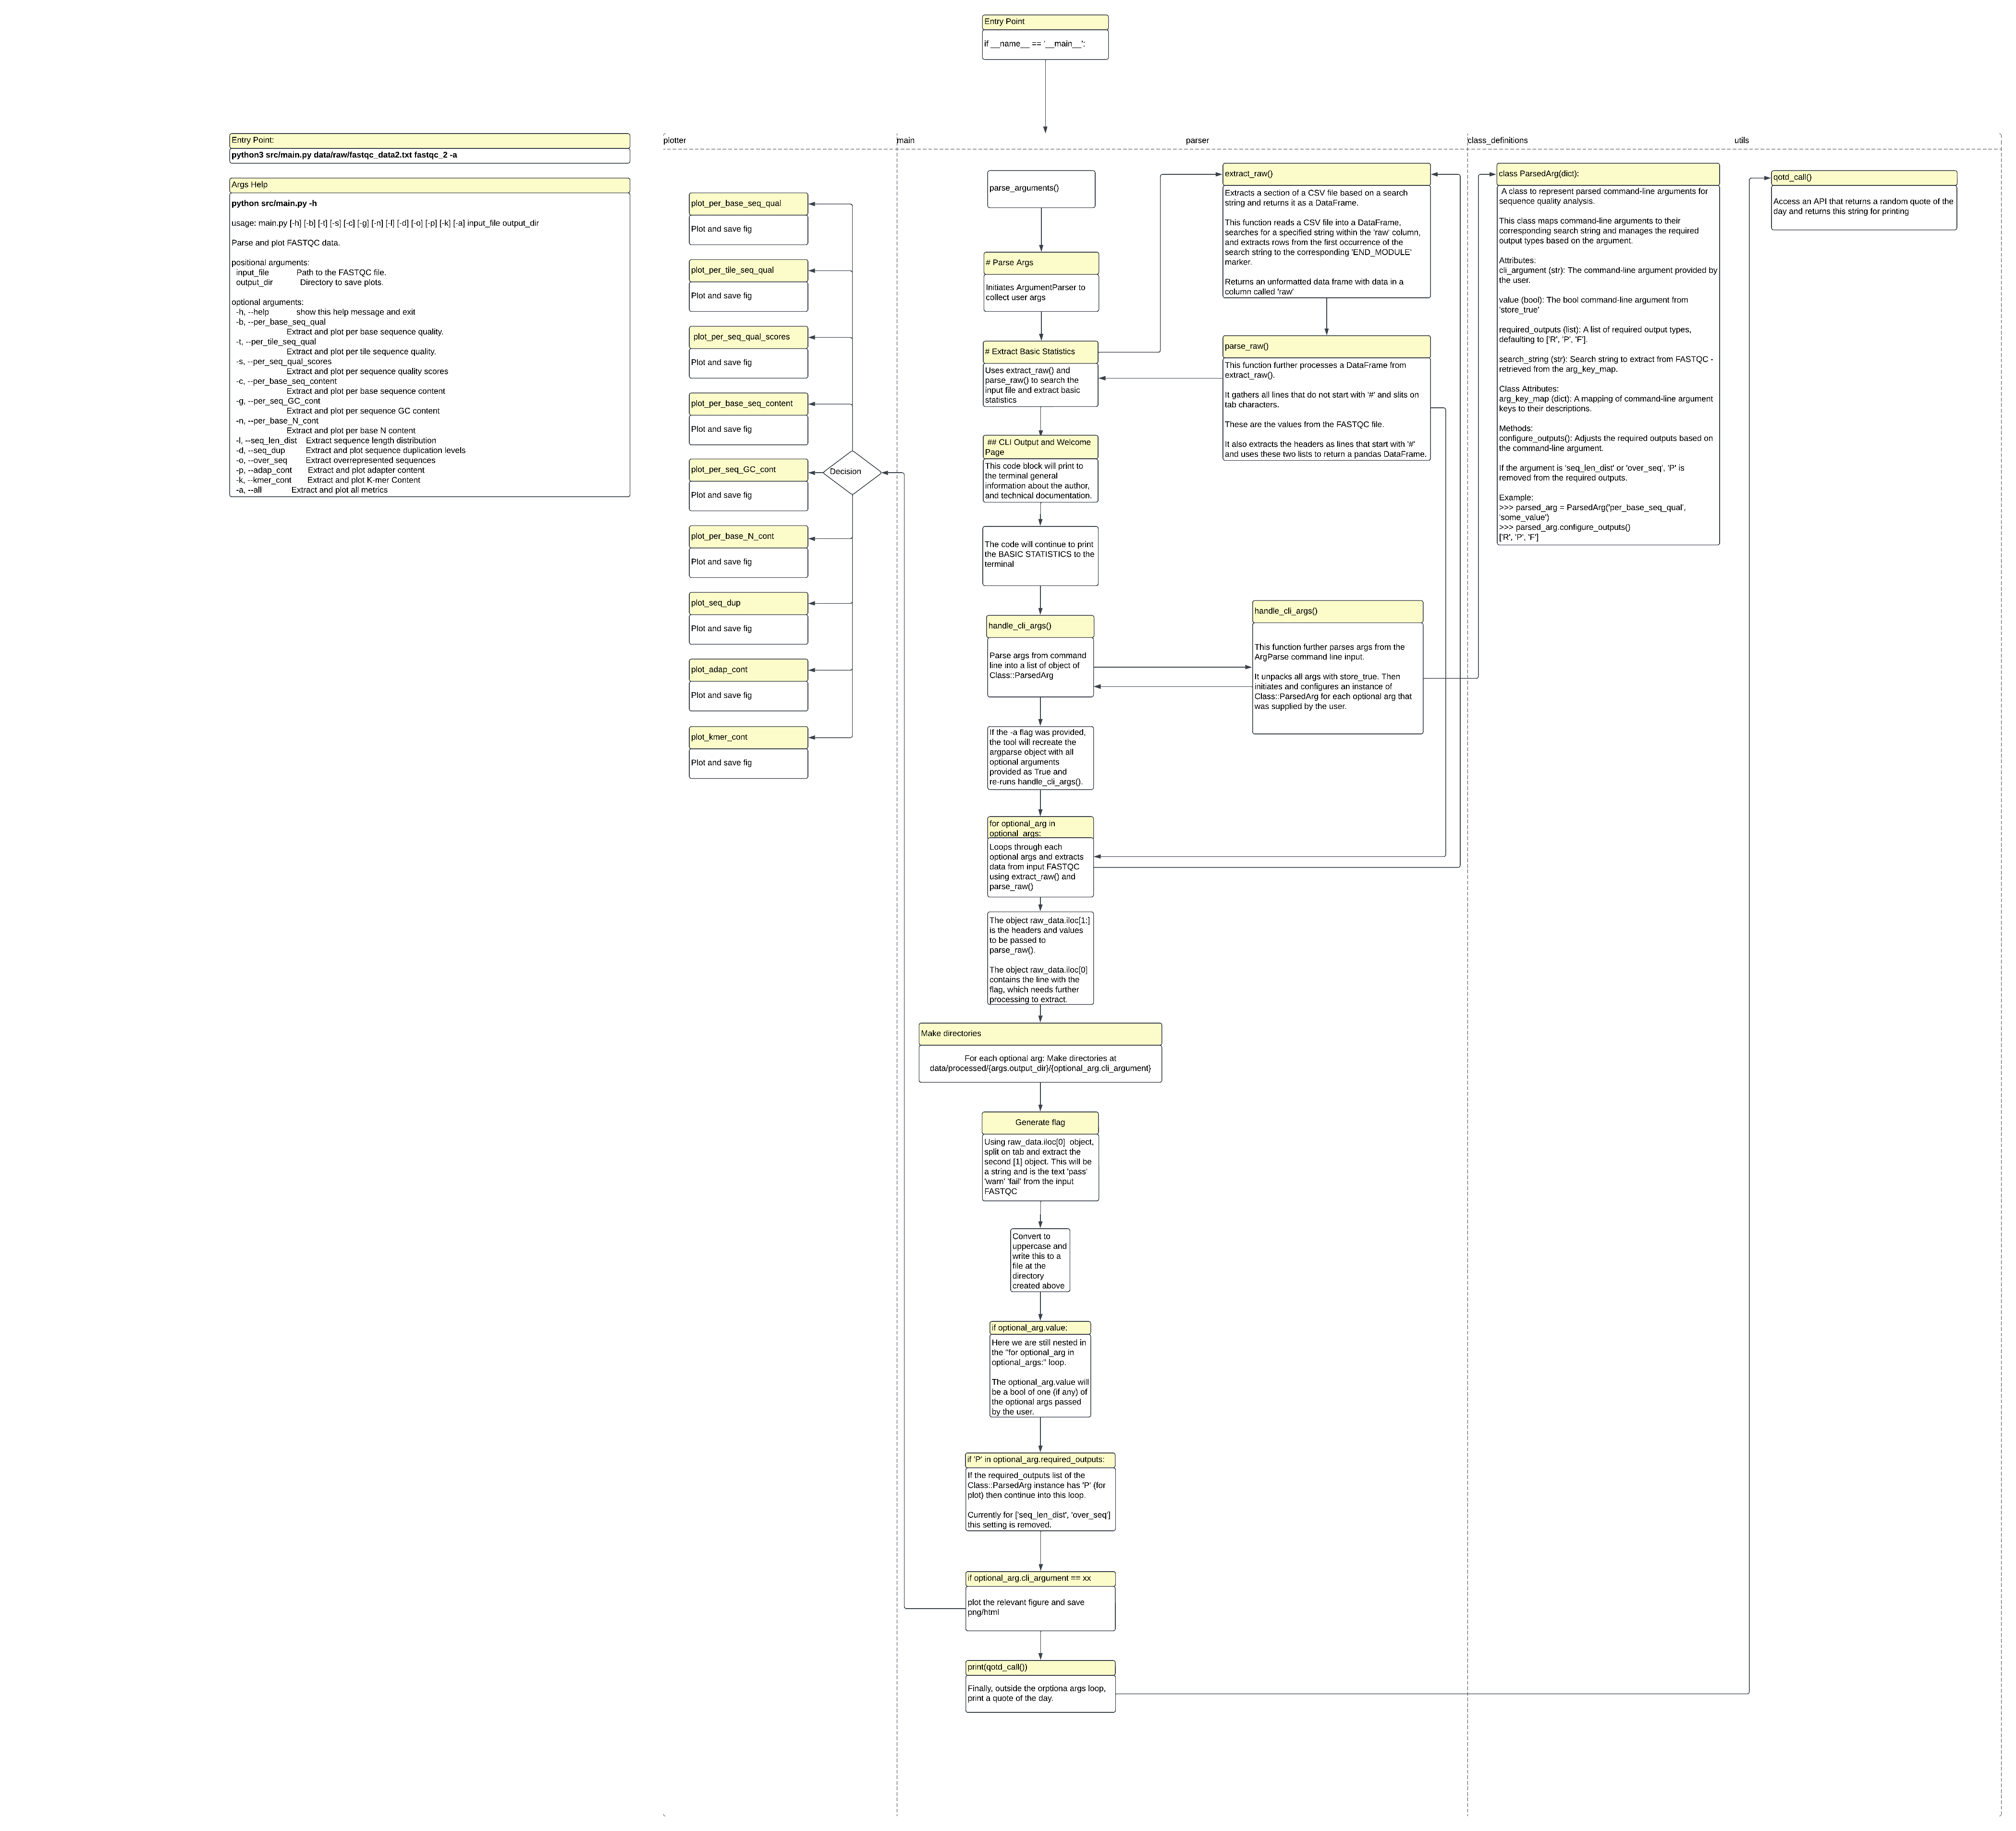 Entry Point
if __name__ == '__main__':
Entry Point:
python3 src/main.py data/raw/fastqc_data2.txt fastqc_2 -a
Args Help
python src/main.py -h
usage: main.py [-h] [-b] [-t] [-s] [-c] [-g] [-n] [-l] [-d] [-o] [-p] [-k] [-a] input_file output_dir
Parse and plot FASTQC data.
positional arguments:
input_file Path to the FASTQC file.
output_dir Directory to save plots.
optional arguments:
-h, --help show this help message and exit
-b, --per_base_seq_qual
Extract and plot per base sequence quality.
-t, --per_tile_seq_qual
Extract and plot per tile sequence quality.
-s, --per_seq_qual_scores
Extract and plot per sequence quality scores
-c, --per_base_seq_content
Extract and plot per base sequence content
-g, --per_seq_GC_cont
Extract and plot per sequence GC content
-n, --per_base_N_cont
Extract and plot per base N content
-l, --seq_len_dist Extract sequence length distribution
-d, --seq_dup Extract and plot sequence duplication levels
-o, --over_seq Extract overrepresented sequences
-p, --adap_cont Extract and plot adapter content
-k, --kmer_cont Extract and plot K-mer Content
-a, --all Extract and plot all metrics
plotter
main
parser
class_definitions
utils
plot_per_base_seq_qual
Plot and save fig
plot_per_tile_seq_qual
Plot and save fig
plot_per_seq_qual_scores
Plot and save fig
plot_per_base_seq_content
Plot and save fig
plot_per_seq_GC_cont
Plot and save fig
plot_per_base_N_cont
Plot and save fig
plot_seq_dup
Plot and save fig
plot_adap_cont
Plot and save fig
plot_kmer_cont
Plot and save fig
Decision
parse_arguments()
# Parse Args
Initiates ArgumentParser to
collect user args
# Extract Basic Statistics
Uses extract_raw() and
parse_raw() to search the
input file and extract basic
statistics
## CLI Output and Welcome
Page
This code block will print to
the terminal general
information about the author,
and technical documentation.
The code will continue to print
the BASIC STATISTICS to the
terminal
handle_cli_args()
Parse args from command
line into a list of object of
Class::ParsedArg
If the -a flag was provided,
the tool will recreate the
argparse object with all
optional arguments
provided as True and
re-runs handle_cli_args().
for optional_arg in
optional_args:
Loops through each
optional args and extracts
data from input FASTQC
using extract_raw() and
parse_raw()
The object raw_data.iloc[1:]
is the headers and values
to be passed to
parse_raw().
The object raw_data.iloc[0]
contains the line with the
flag, which needs further
processing to extract.
Make directories
For each optional arg: Make directories at
data/processed/{args.output_dir}/{optional_arg.cli_argument}
Generate flag
Using raw_data.iloc[0] object,
split on tab and extract the
second [1] object. This will be
a string and is the text 'pass'
'warn' 'fail' from the input
FASTQC
Convert to
uppercase and
write this to a
file at the
directory
created above
if optional_arg.value:
Here we are still nested in
the "for optional_arg in
optional_args:" loop.
The optional_arg.value will
be a bool of one (if any) of
the optional args passed
by the user.
if 'P' in optional_arg.required_outputs:
If the required_outputs list of the
Class::ParsedArg instance has 'P' (for
plot) then continue into this loop.
Currently for ['seq_len_dist', 'over_seq']
this setting is removed.
if optional_arg.cli_argument == xx
plot the relevant figure and save
png/html
print(qotd_call())
Finally, outside the orptiona args loop,
print a quote of the day.
extract_raw()
Extracts a section of a CSV file based on a search
string and returns it as a DataFrame.
This function reads a CSV file into a DataFrame,
searches for a specified string within the 'raw' column,
and extracts rows from the first occurrence of the
search string to the corresponding 'END_MODULE'
marker.
Returns an unformatted data frame with data in a
column called 'raw'
parse_raw()
This function further processes a DataFrame from
extract_raw().
It gathers all lines that do not start with '#' and slits on
tab characters.
These are the values from the FASTQC file.
It also extracts the headers as lines that start with '#'
and uses these two lists to return a pandas DataFrame.
handle_cli_args()
This function further parses args from the
ArgParse command line input.
It unpacks all args with store_true. Then
initiates and configures an instance of
Class::ParsedArg for each optional arg that
was supplied by the user.
class ParsedArg(dict):
A class to represent parsed command-line arguments for
sequence quality analysis.
This class maps command-line arguments to their
corresponding search string and manages the required
output types based on the argument.
Attributes:
cli_argument (str): The command-line argument provided by
the user.
value (bool): The bool command-line argument from
'store_true'
required_outputs (list): A list of required output types,
defaulting to ['R', 'P', 'F'].
search_string (str): Search string to extract from FASTQC -
retrieved from the arg_key_map.
Class Attributes:
arg_key_map (dict): A mapping of command-line argument
keys to their descriptions.
Methods:
configure_outputs(): Adjusts the required outputs based on
the command-line argument.
If the argument is 'seq_len_dist' or 'over_seq', 'P' is
removed from the required outputs.
Example:
>>> parsed_arg = ParsedArg('per_base_seq_qual',
'some_value')
>>> parsed_arg.configure_outputs()
['R', 'P', 'F']
qotd_call()
Access an API that returns a random quote of the
day and returns this string for printing